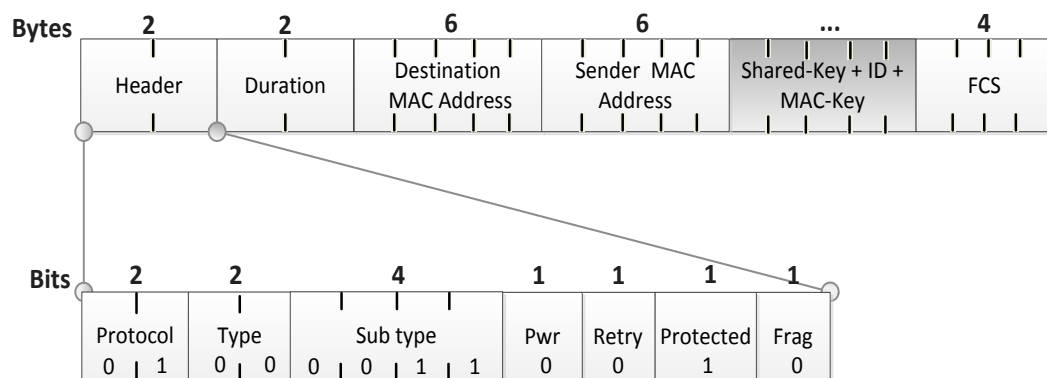 Bytes 2 2 6 6 ... 4
Header Duration Destination MAC Address Sender MAC Address Shared-Key + ID + MAC-Key FCS
Bits 2 2 4 1 1 1 1
Protocol Type Sub type Pwr Retry Protected Frag
0 1 0 0 0 0 1 1 0 0 1 0